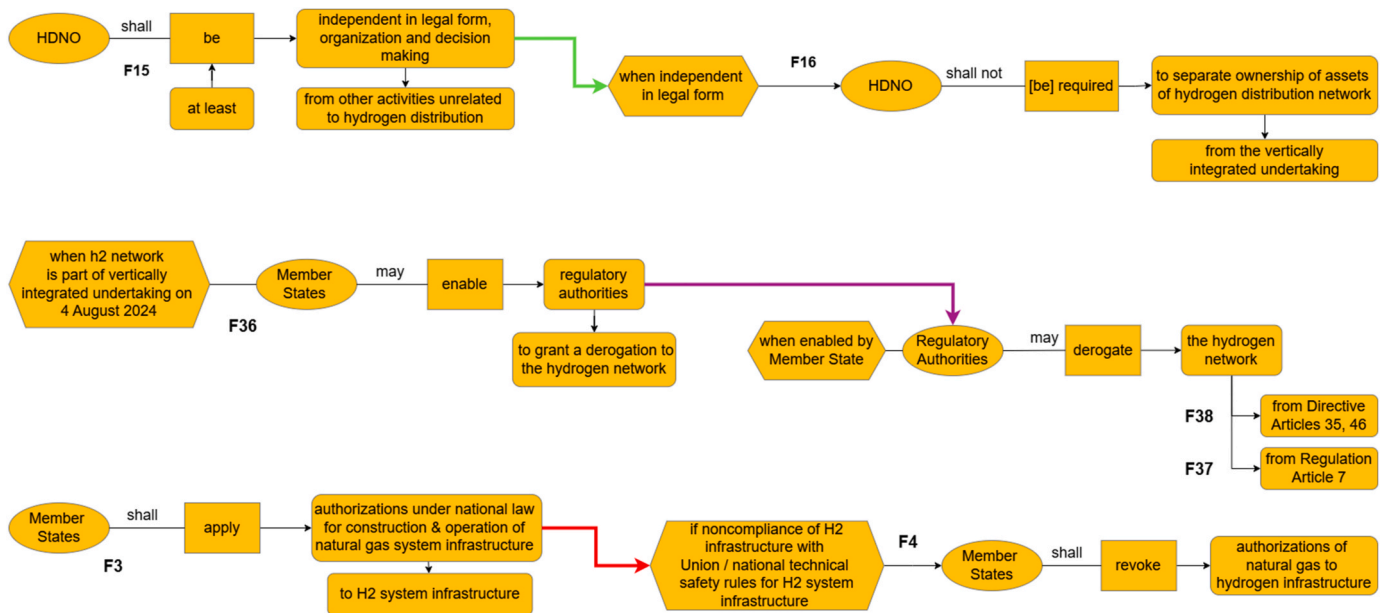 HDNO
shall
be
F15
at least
independent in legal form,
organization and decision
making
from other activities unrelated
to hydrogen distribution
when independent
in legal form
F16
HDNO
shall not
[be] required
to separate ownership of assets
of hydrogen distribution network
from the vertically
integrated undertaking
when h2 network
is part of vertically
integrated undertaking on
4 August 2024
F36
Member
States
may
enable
regulatory
authorities
to grant a derogation to
the hydrogen network
when enabled by
Member State
Regulatory
Authorities
may
derogate
the hydrogen
network
F38
from Directive
Articles 35, 46
F37
from Regulation
Article 7
Member
States
shall
F3
apply
authorizations under national law
for construction & operation of
natural gas system infrastructure
to H2 system infrastructure
if noncompliance of H2
infrastructure with
Union / national technical
safety rules for H2 system
infrastructure
F4
Member
States
shall
revoke
authorizations of
natural gas to
hydrogen infrastructure